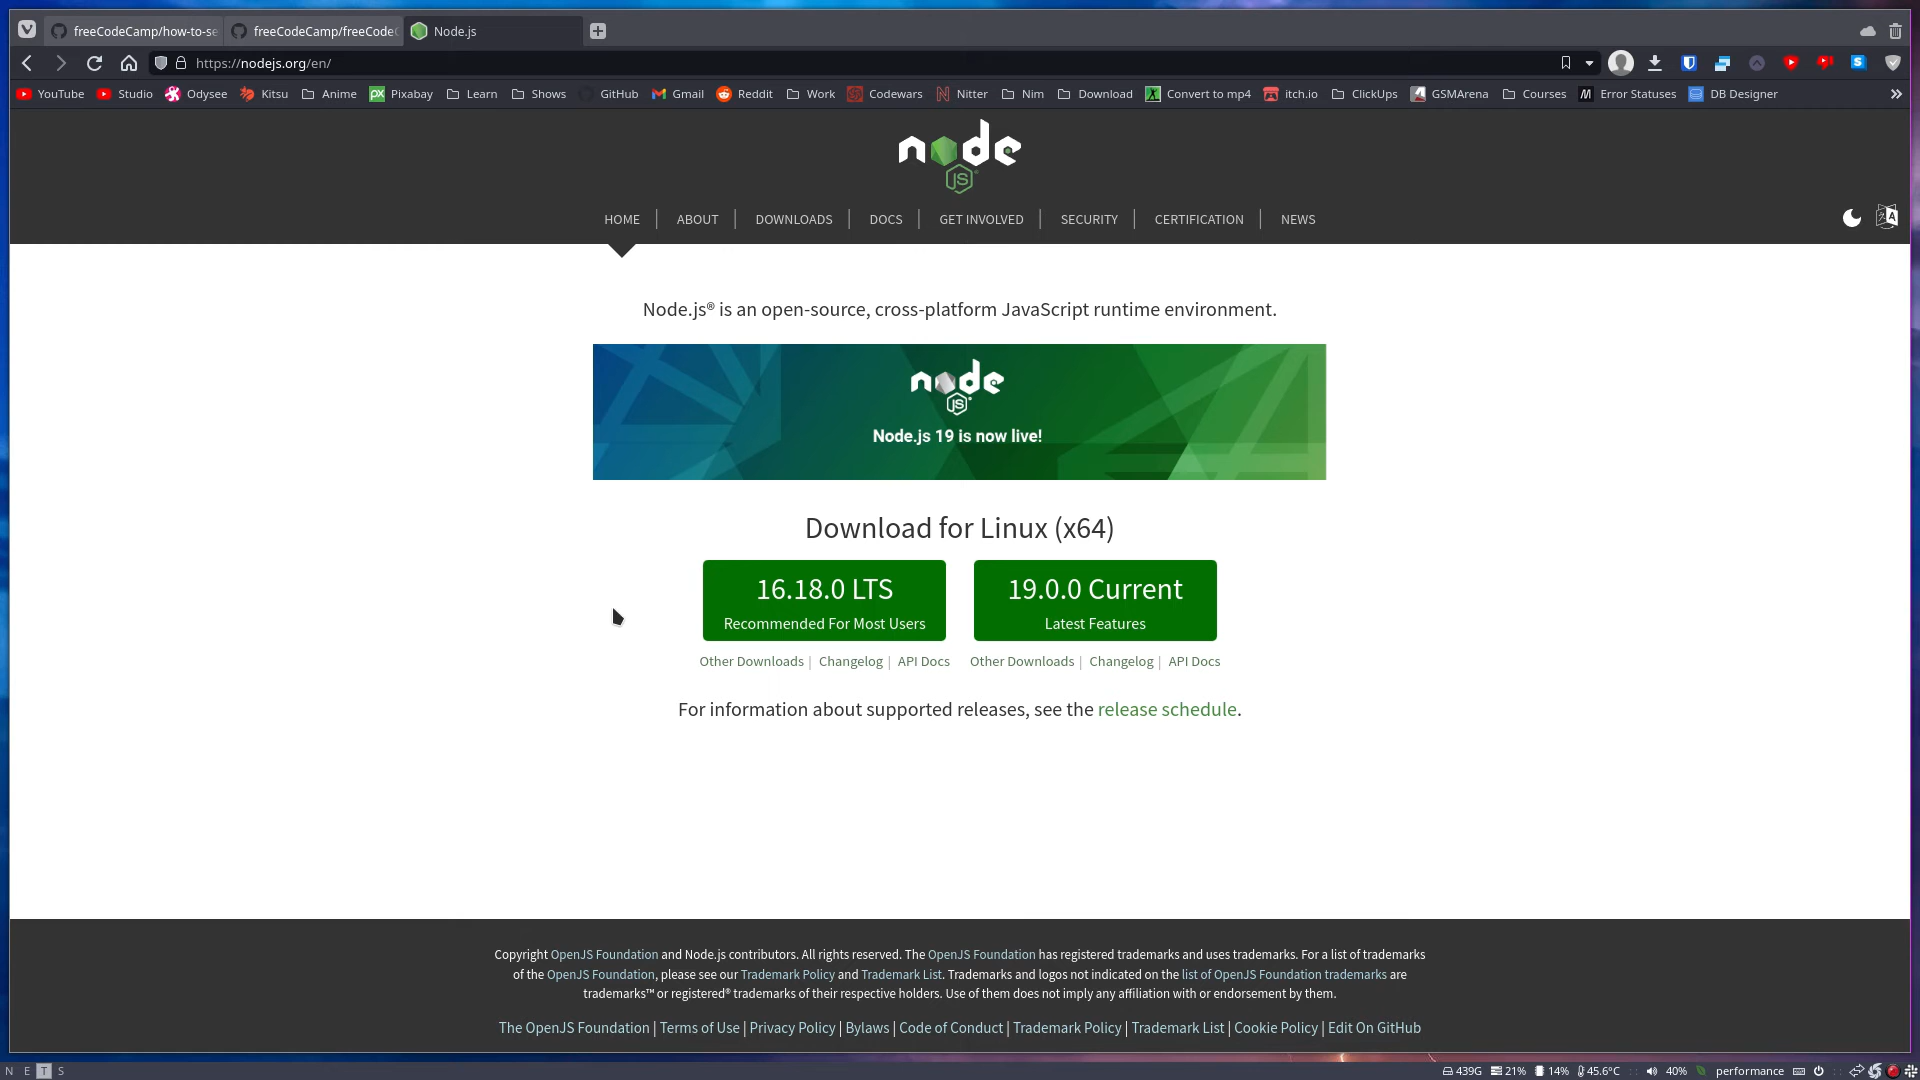 freeCodeCamp/how-to-se
freeCodeCamp/freeCodeC
Node.js
https://nodejs.org/en/
YouTube
Studio
Odysee
Kitsu
Anime
Pixabay
Learn
Shows
GitHub
Gmail
Reddit
Work
Codewars
Nitter
Nim
Download
Convert to mp4
itch.io
ClickUps
GSMArena
Courses
Error Statuses
DB Designer
node
JS
HOME
ABOUT
DOWNLOADS
DOCS
GET INVOLVED
SECURITY
CERTIFICATION
NEWS
Node.js® is an open-source, cross-platform JavaScript runtime environment.
node
JS
Node.js 19 is now live!
Download for Linux (x64)
16.18.0 LTS
Recommended For Most Users
19.0.0 Current
Latest Features
Other Downloads | Changelog | API Docs
Other Downloads | Changelog | API Docs
For information about supported releases, see the release schedule.
Copyright OpenJS Foundation and Node.js contributors. All rights reserved. The OpenJS Foundation has registered trademarks and uses trademarks. For a list of trademarks
of the OpenJS Foundation, please see our Trademark Policy and Trademark List. Trademarks and logos not indicated on the list of OpenJS Foundation trademarks are
trademarks™ or registered® trademarks of their respective holders. Use of them does not imply any affiliation with or endorsement by them.
The OpenJS Foundation | Terms of Use | Privacy Policy | Bylaws | Code of Conduct | Trademark Policy | Trademark List | Cookie Policy | Edit On GitHub
N E T S
439G
21%
14%
45.6°C
40%
performance